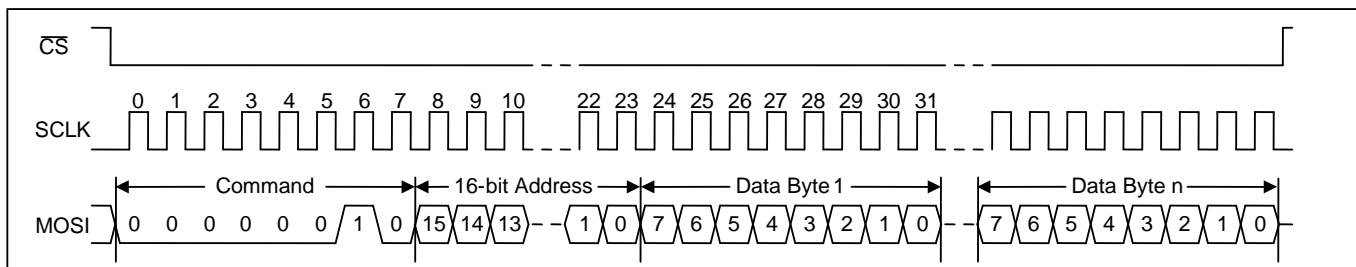 CS
0 1 2 3 4 5 6 7 8 9 10 22 23 24 25 26 27 28 29 30 31
SCLK
Command 16-bit Address Data Byte 1 Data Byte n
MOSI 0 0 0 0 0 0 1 0 15 14 13 1 0 7 6 5 4 3 2 1 0 7 6 5 4 3 2 1 0